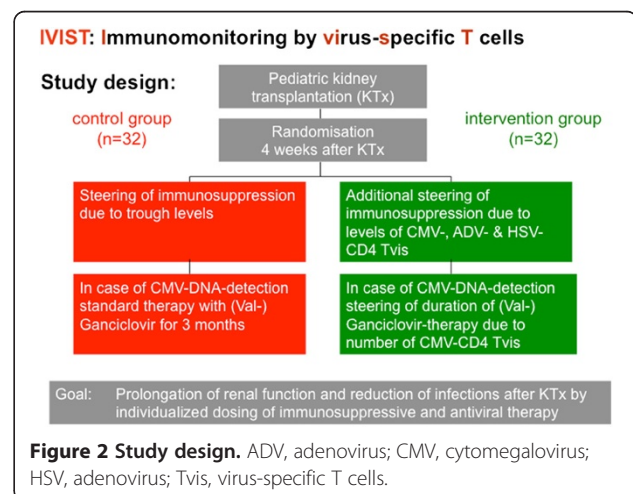 IVIST: Immunomonitoring by virus-specific T cells
Study design:
Pediatric kidney
transplantation (KTx)
control group
(n=32)
Randomisation
4 weeks after KTx
intervention group
(n=32)
Steering of immunosuppression
due to trough levels
Additional steering of
immunosuppression due to
levels of CMV-, ADV- & HSV-
CD4 Tvis
In case of CMV-DNA-detection
standard therapy with (Val-)
Ganciclovir for 3 months
In case of CMV-DNA-detection
steering of duration of (Val-)
Ganciclovir-therapy due to
number of CMV-CD4 Tvis
Goal: Prolongation of renal function and reduction of infections after KTx by
individualized dosing of immunosuppressive and antiviral therapy
Figure 2 Study design. ADV, adenovirus; CMV, cytomegalovirus;
HSV, adenovirus; Tvis, virus-specific T cells.